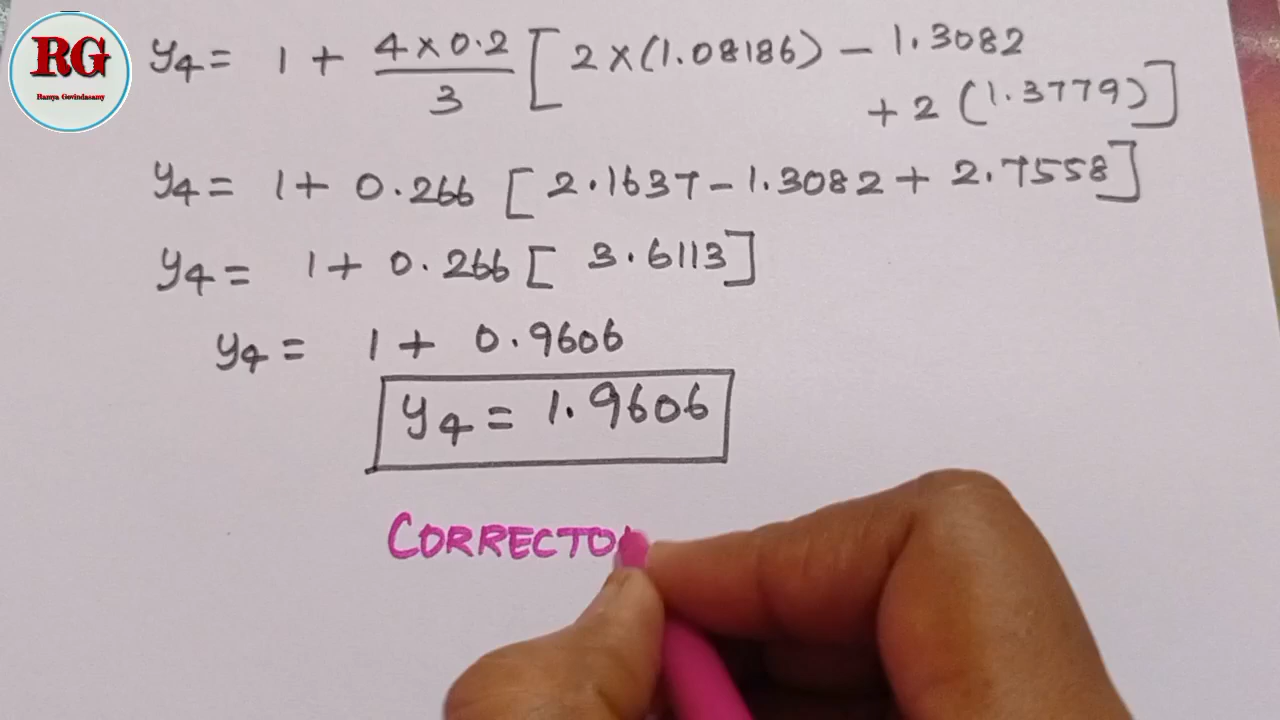 RG
Ramya Govindasamy
y4 = 1 + 4×0.2/3 [ 2×(1.08186) − 1.3082
+ 2 (1.3779) ]
y4 = 1 + 0.266 [ 2.1637 − 1.3082 + 2.7558 ]
y4 = 1 + 0.266 [ 3.6113 ]
y4 = 1 + 0.9606
y4 = 1.9606
CORRECTO